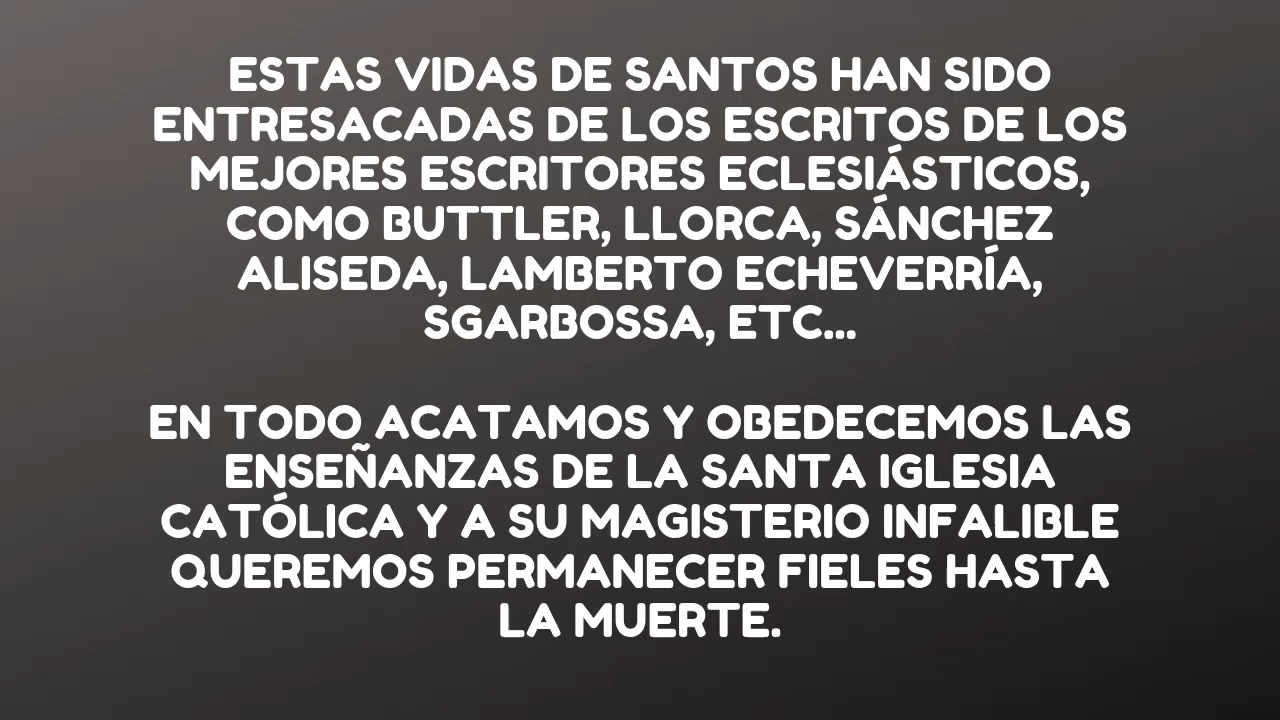 ESTAS VIDAS DE SANTOS HAN SIDO
ENTRESACADAS DE LOS ESCRITOS DE LOS
MEJORES ESCRITORES ECLESIÁSTICOS,
COMO BUTTLER, LLORCA, SÁNCHEZ
ALISEDA, LAMBERTO ECHEVERRÍA,
SGARBOSSA, ETC...
EN TODO ACATAMOS Y OBEDECEMOS LAS
ENSEÑANZAS DE LA SANTA IGLESIA
CATÓLICA Y A SU MAGISTERIO INFALIBLE
QUEREMOS PERMANECER FIELES HASTA
LA MUERTE.